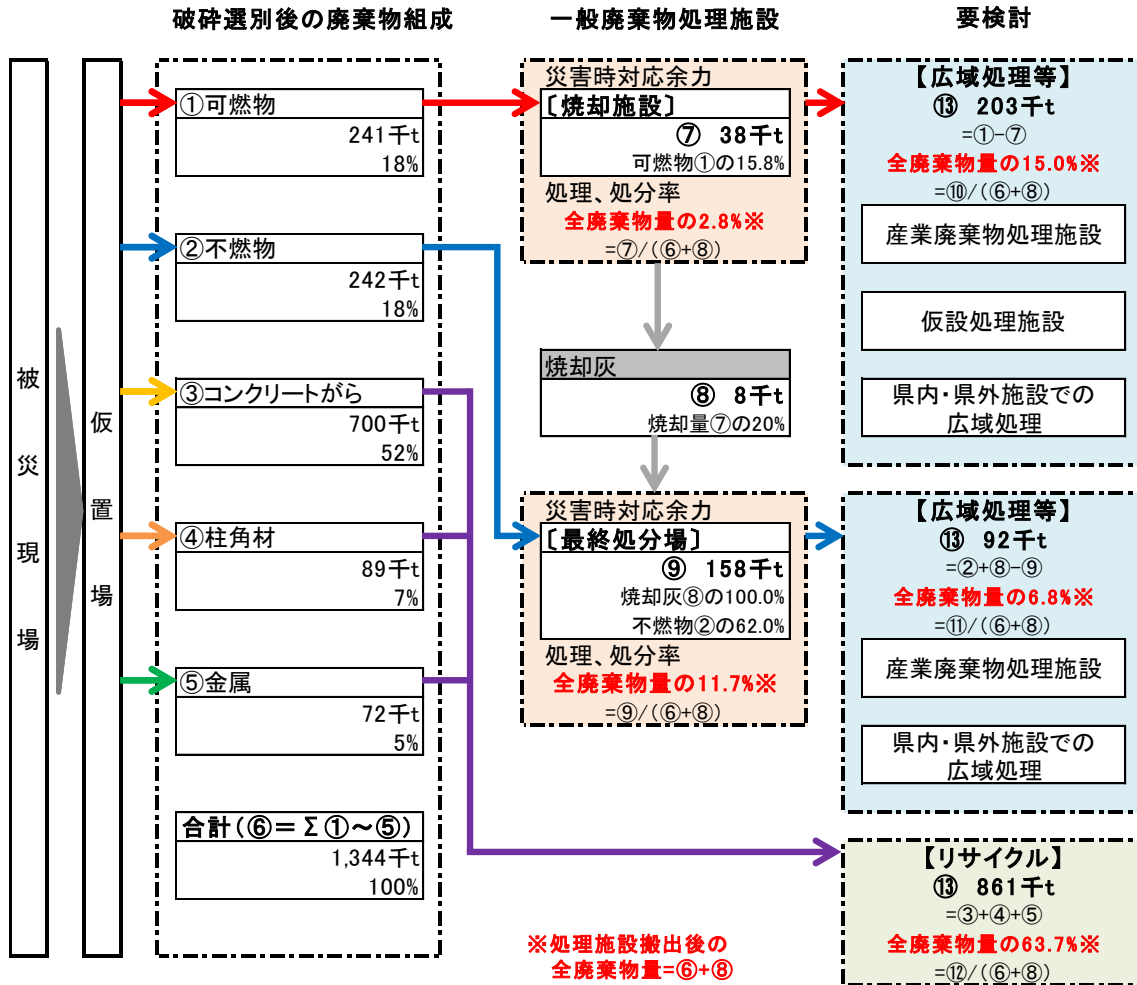 破砕選別後の廃棄物組成
一般廃棄物処理施設
要検討
被災現場
仮置場
①可燃物
241千t
18%
②不燃物
242千t
18%
③コンクリートがら
700千t
52%
④柱角材
89千t
7%
⑤金属
72千t
5%
合計(⑥=Σ①～⑤)
1,344千t
100%
災害時対応余力
〔焼却施設〕
⑦ 38千t
可燃物①の15.8%
処理、処分率
全廃棄物量の2.8%※
=⑦/(⑥+⑧)
焼却灰
⑧ 8千t
焼却量⑦の20%
災害時対応余力
〔最終処分場〕
⑨ 158千t
焼却灰⑧の100.0%
不燃物②の62.0%
処理、処分率
全廃棄物量の11.7%※
=⑨/(⑥+⑧)
※処理施設搬出後の
全廃棄物量=⑥+⑧
【広域処理等】
⑬ 203千t
=①-⑦
全廃棄物量の15.0%※
=⑩/(⑥+⑧)
産業廃棄物処理施設
仮設処理施設
県内・県外施設での
広域処理
【広域処理等】
⑬ 92千t
=②+⑧-⑨
全廃棄物量の6.8%※
=⑪/(⑥+⑧)
産業廃棄物処理施設
県内・県外施設での
広域処理
【リサイクル】
⑬ 861千t
=③+④+⑤
全廃棄物量の63.7%※
=⑫/(⑥+⑧)